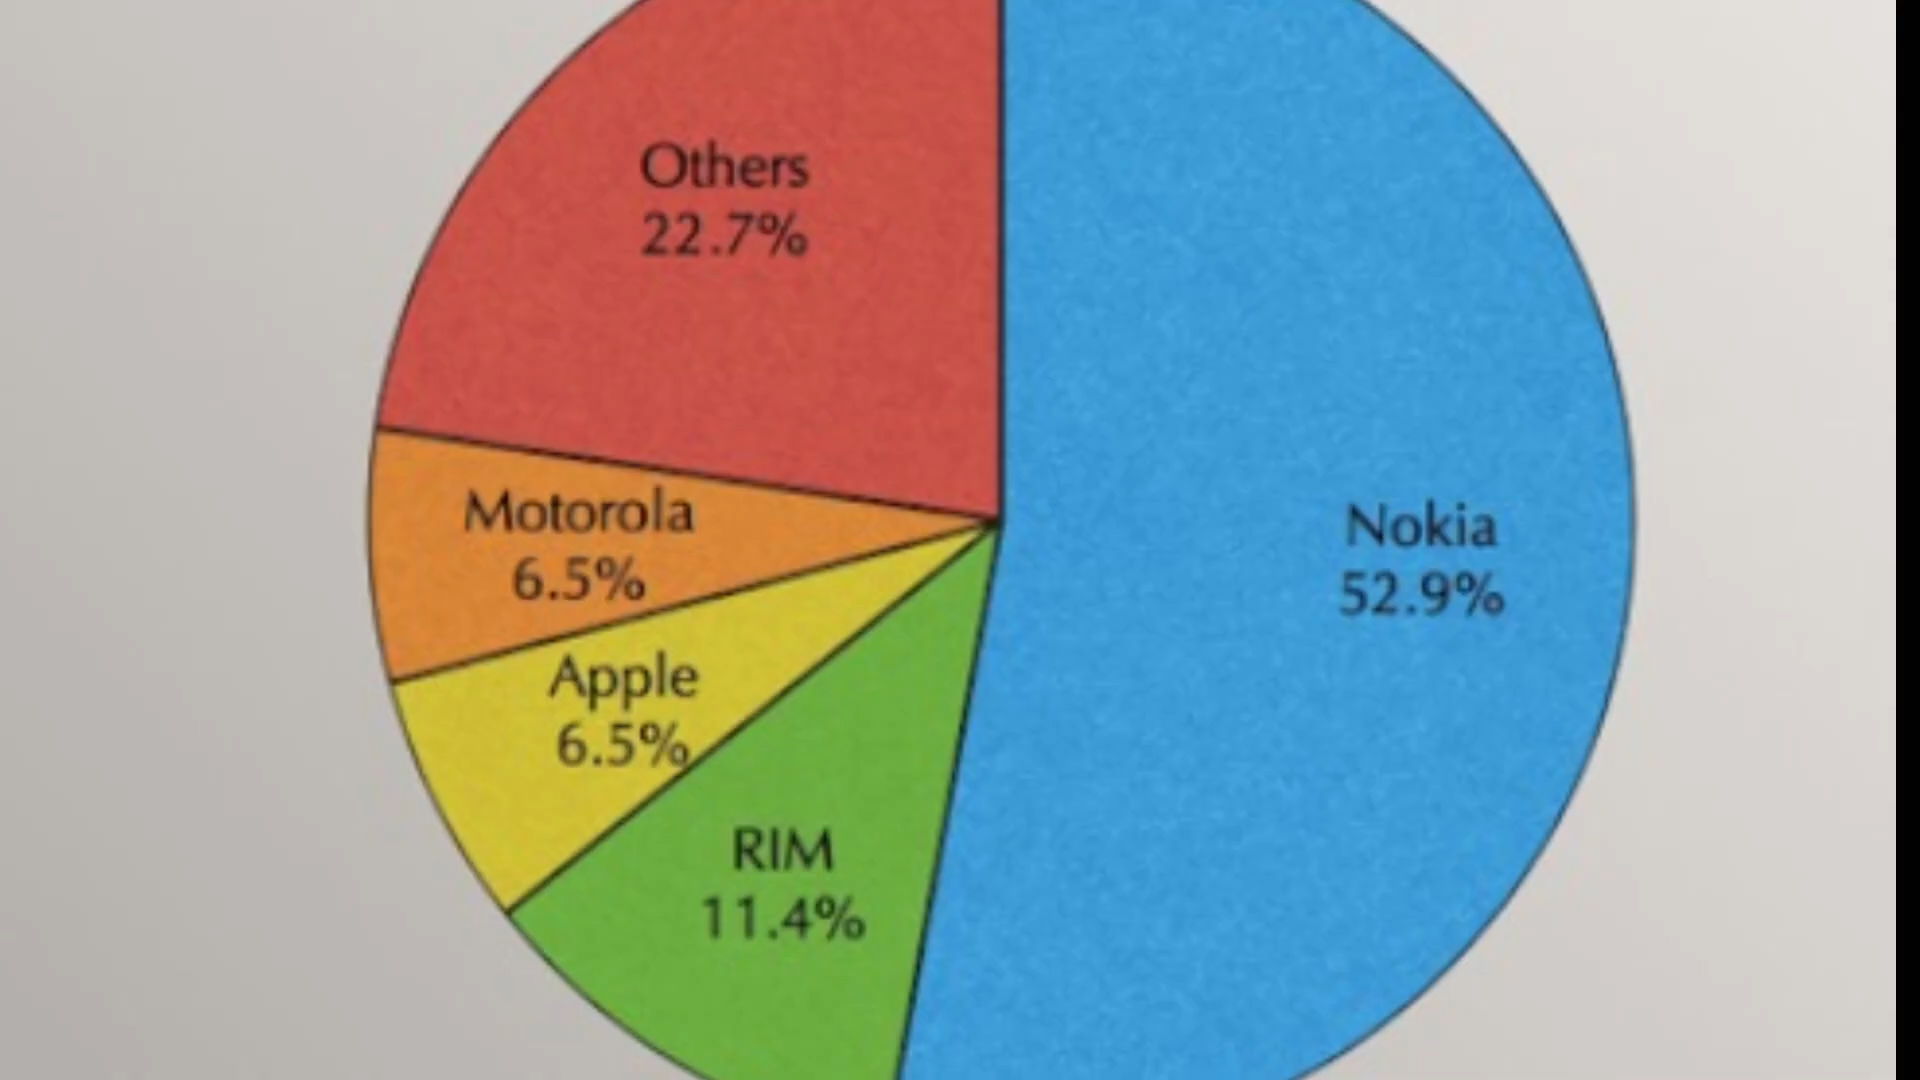 Others
22.7%
Motorola
6.5%
Apple
6.5%
RIM
11.4%
Nokia
52.9%